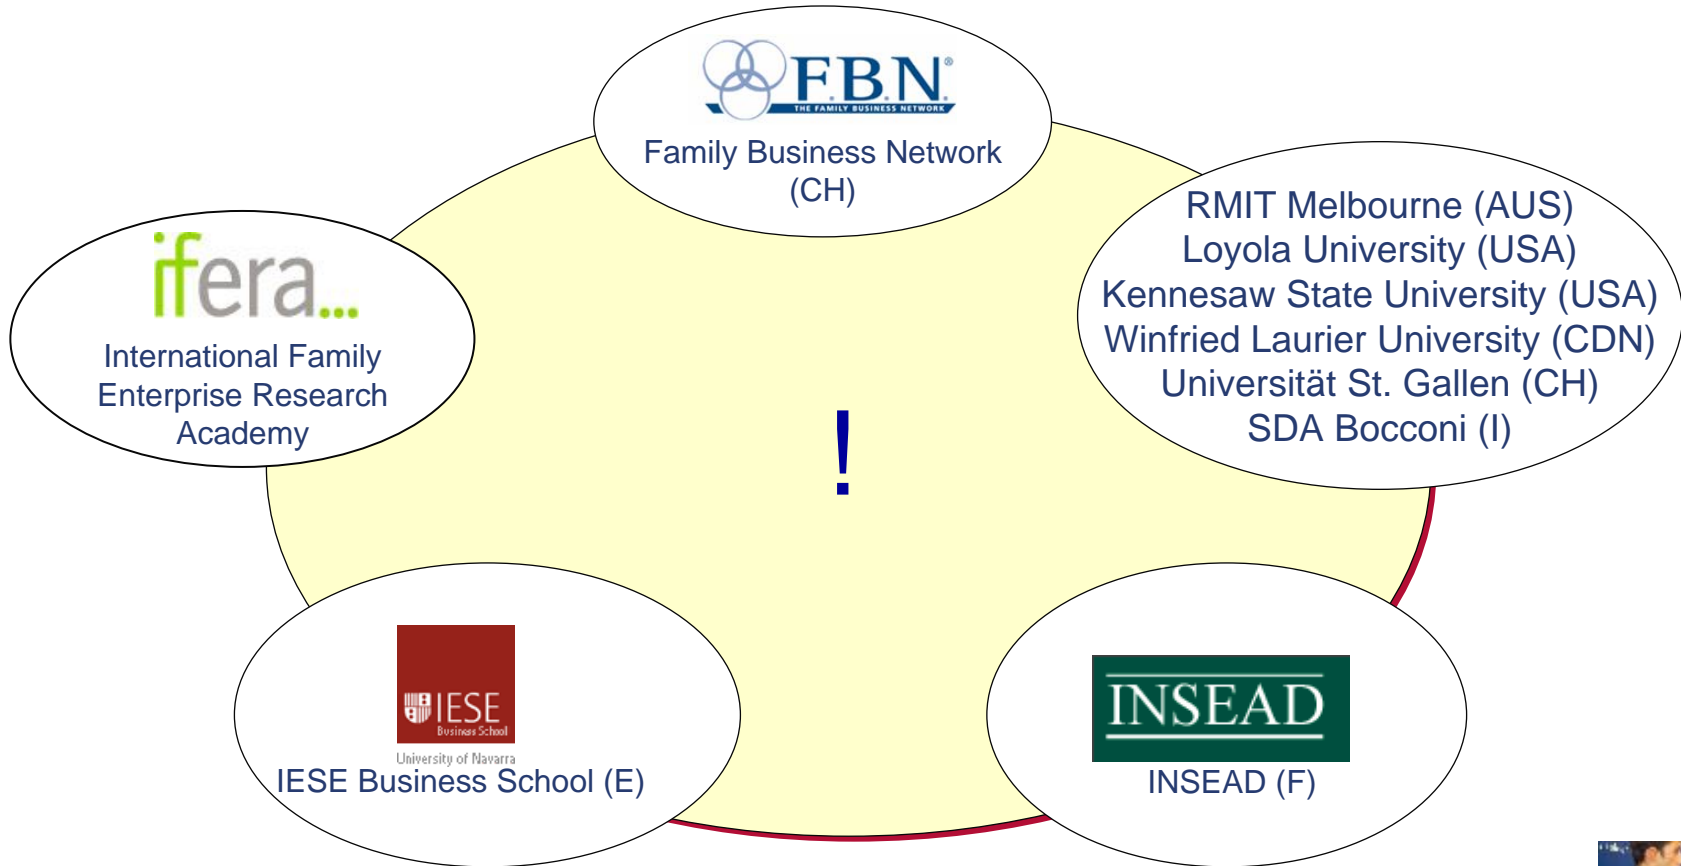 F.B.N.®
THE FAMILY BUSINESS NETWORK
Family Business Network
(CH)
ifera...
International Family
Enterprise Research
Academy
RMIT Melbourne (AUS)
Loyola University (USA)
Kennesaw State University (USA)
Winfried Laurier University (CDN)
Universität St. Gallen (CH)
SDA Bocconi (I)
!
IESE
Business School
University of Navarra
IESE Business School (E)
INSEAD
INSEAD (F)